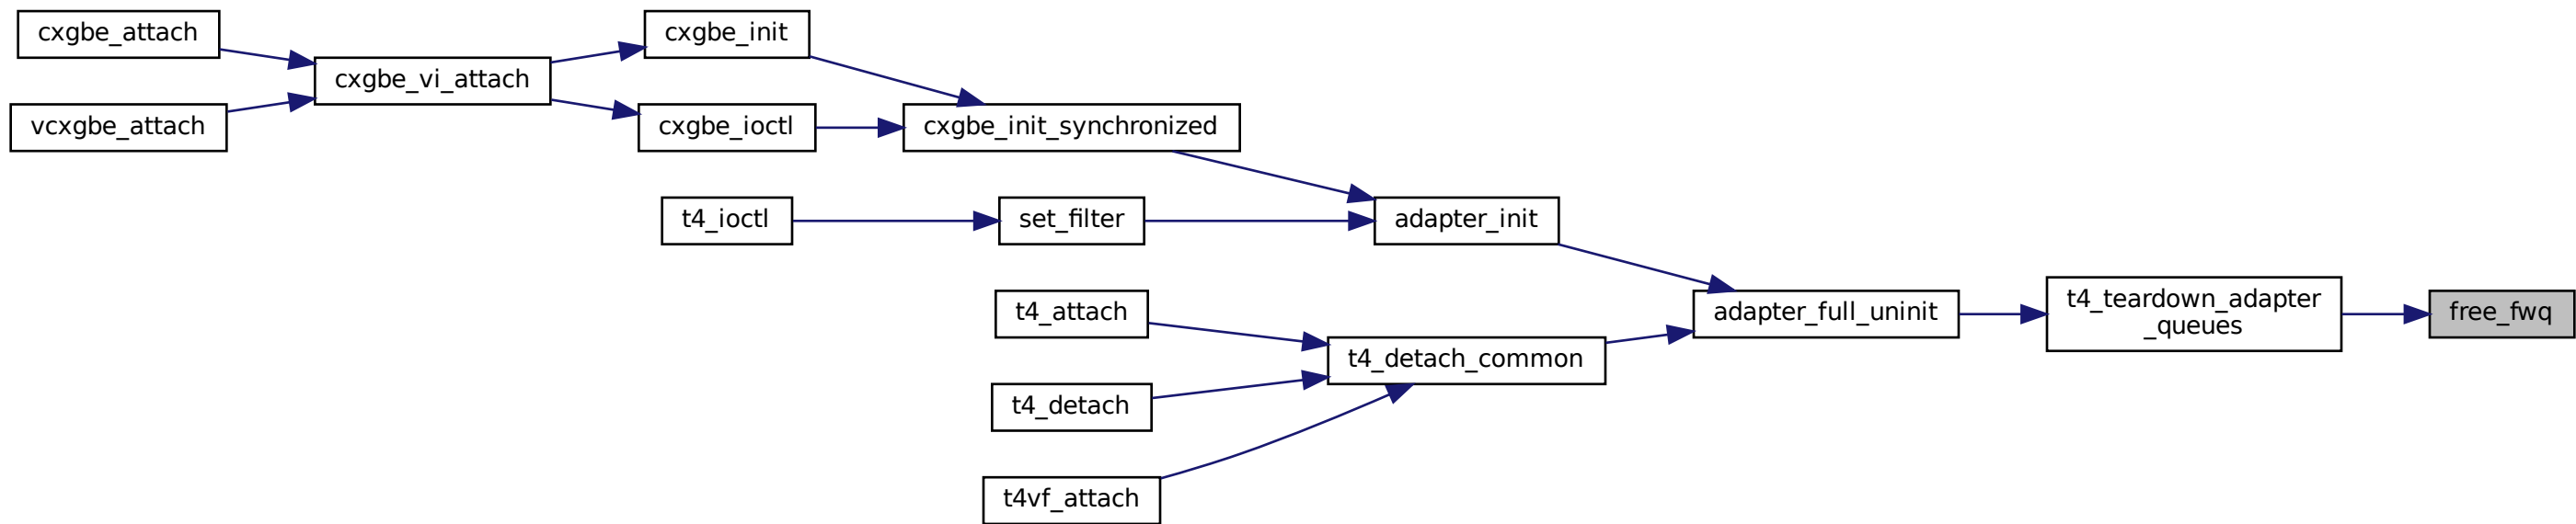 cxgbe_attach
cxgbe_init
cxgbe_vi_attach
vcxgbe_attach
cxgbe_ioctl
cxgbe_init_synchronized
t4_ioctl
set_filter
adapter_init
t4_attach
adapter_full_uninit
t4_teardown_adapter
_queues
free_fwq
t4_detach_common
t4_detach
t4vf_attach